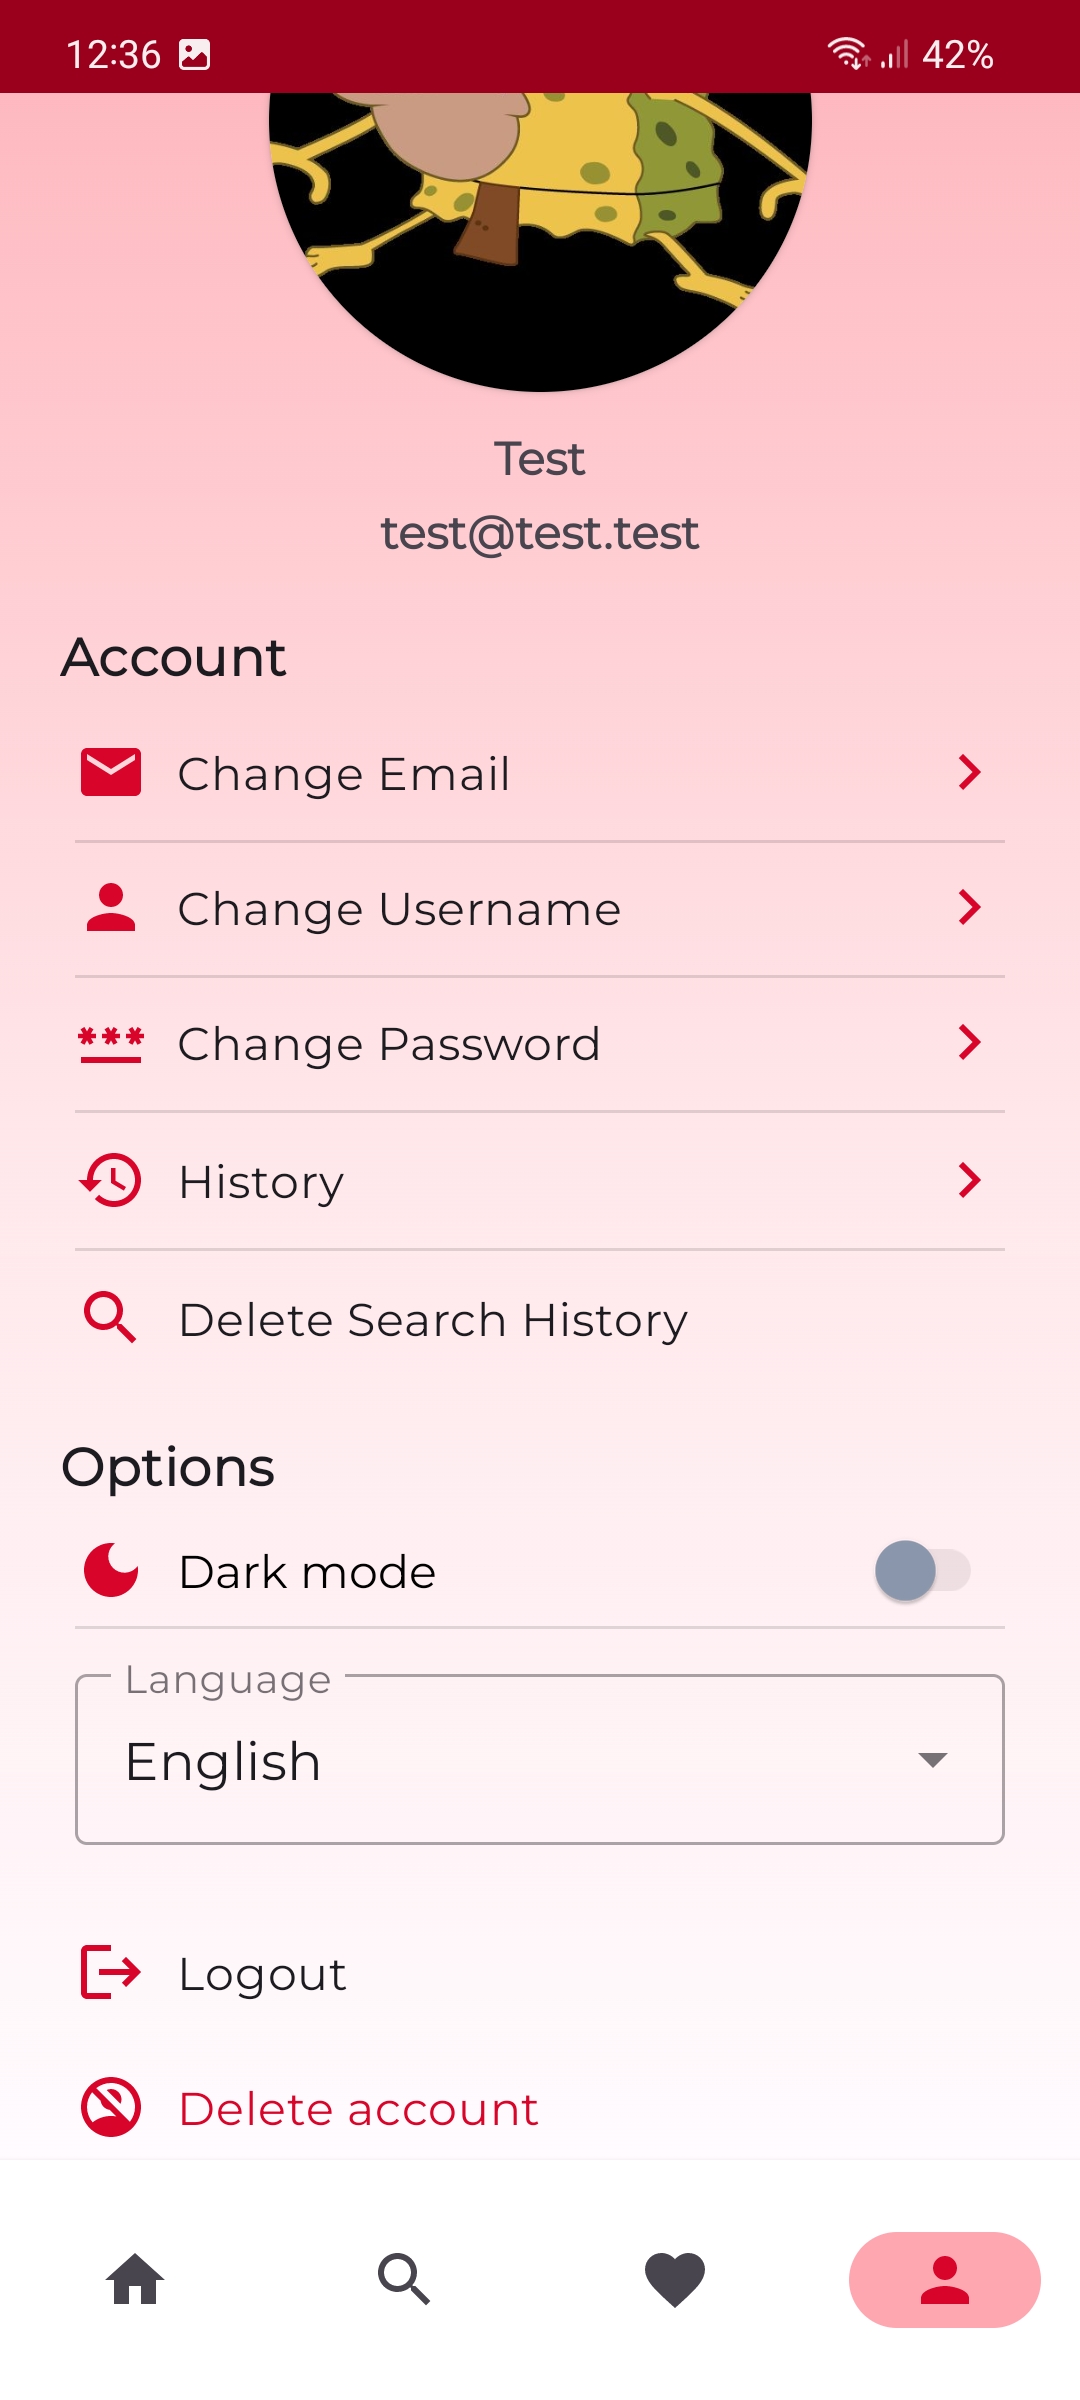 12:36 42%
Test
test@test.test
Account
Change Email
Change Username
Change Password
History
Delete Search History
Options
Dark mode
Language
English
Logout
Delete account